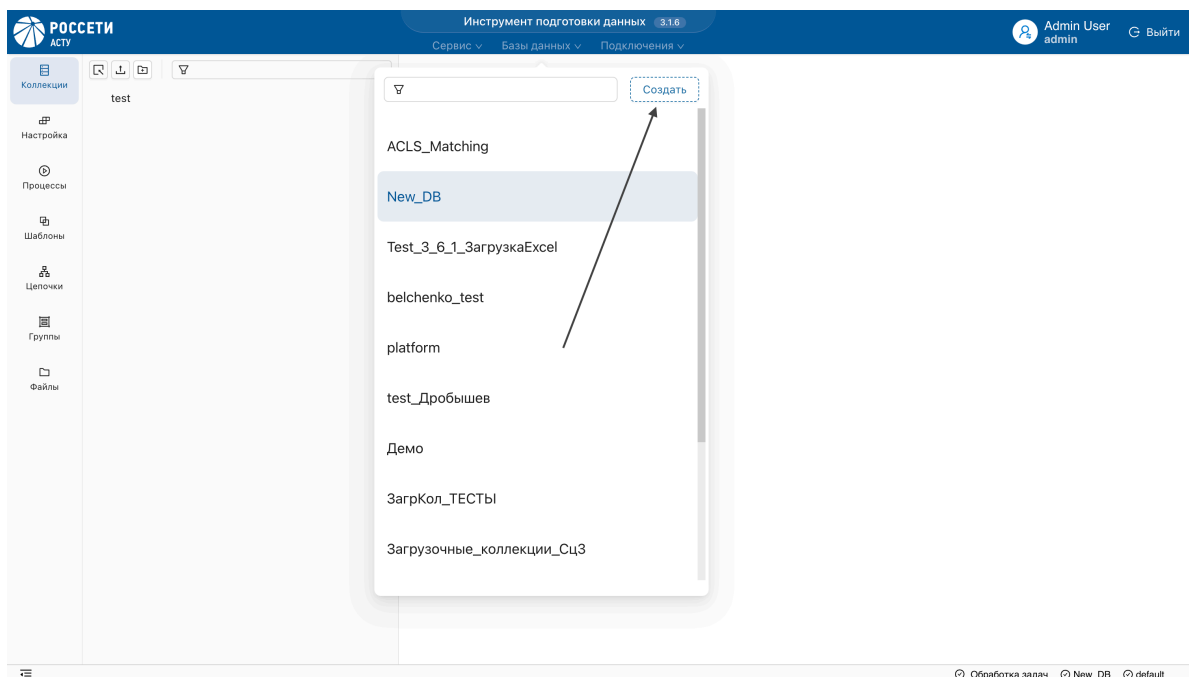 РОССЕТИ
АСТУ
Инструмент подготовки данных 3.1.6
Сервис Базы данных Подключения
Admin User
admin
Выйти
Коллекции
Настройка
Процессы
Шаблоны
Цепочки
Группы
Файлы
test
Создать
ACLS_Matching
New_DB
Test_3_6_1_ЗагрузкаExcel
belchenko_test
platform
test_Дробышев
Демо
ЗагрКол_ТЕСТЫ
Загрузочные_коллекции_Сц3
Обработка задач New_DB default